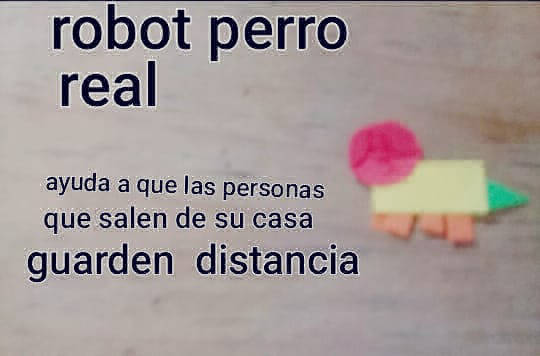 robot perro
real
ayuda a que las personas
que salen de su casa
guarden distancia